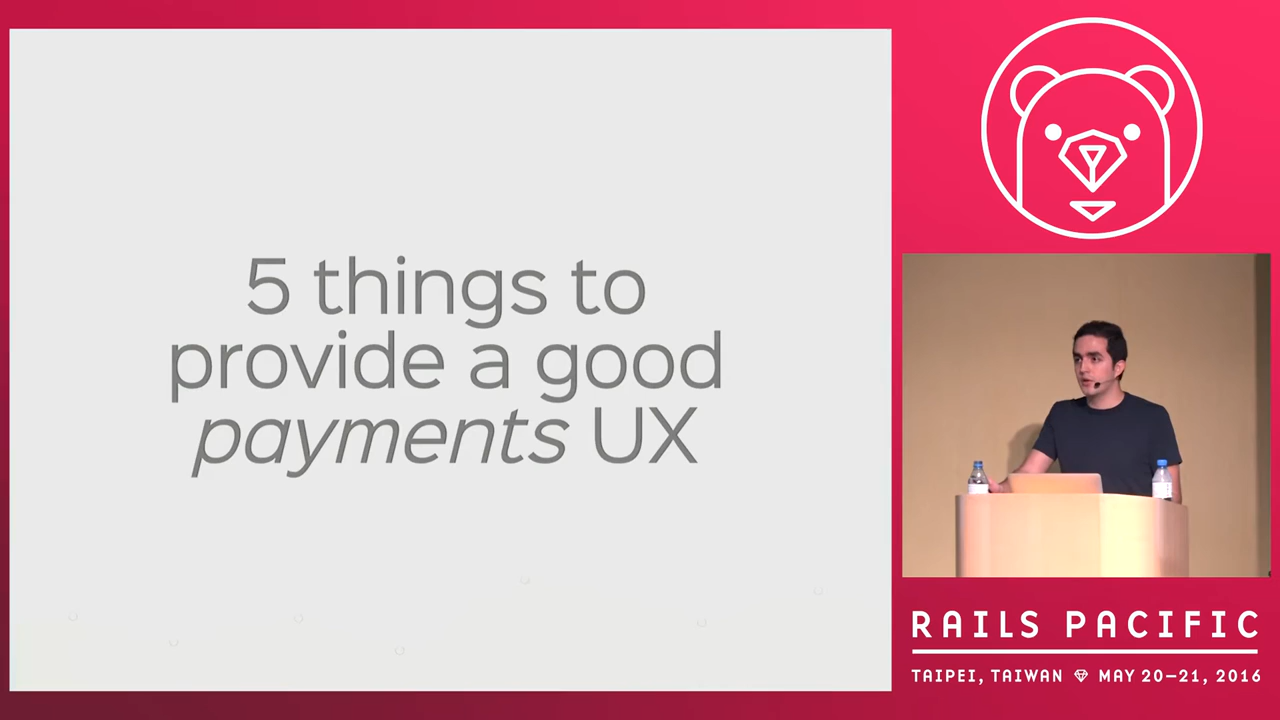 5 things to
provide a good
payments UX
RAILS PACIFIC
TAIPEI, TAIWAN MAY 20–21, 2016